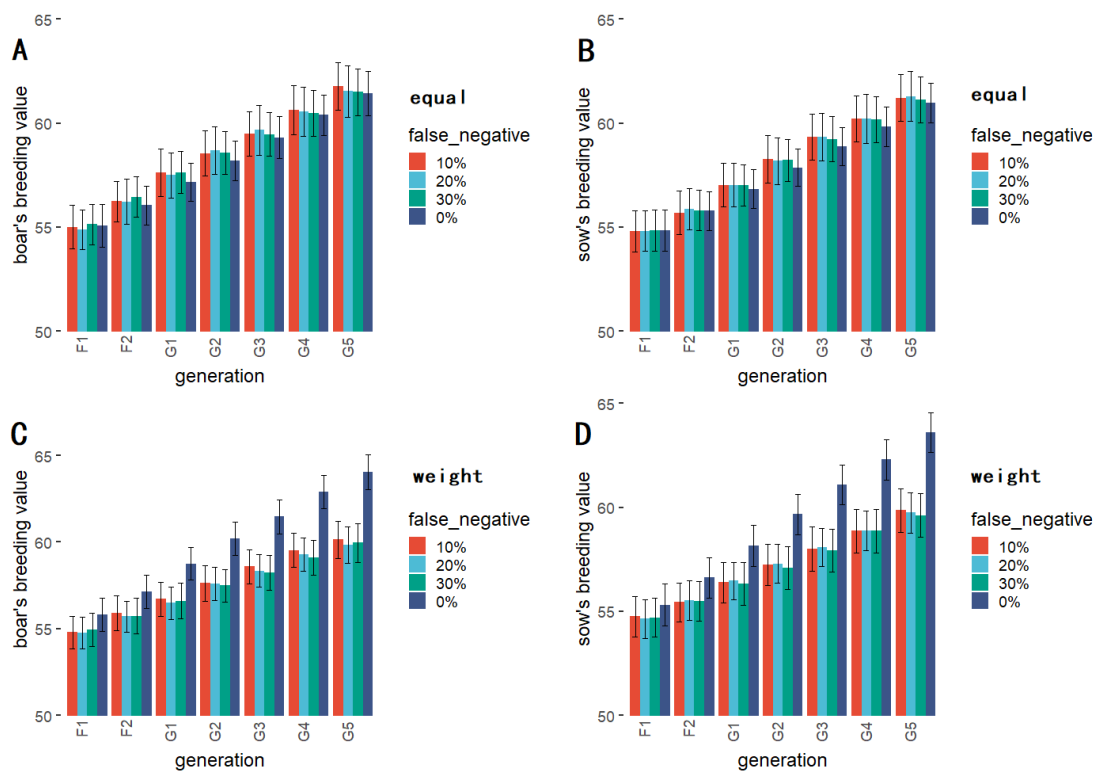 A
boar's breeding value
65
60
55
50
F1
F2
G1
G2
G3
G4
G5
generation
equal
false_negative
10%
20%
30%
0%
B
sow's breeding value
65
60
55
50
F1
F2
G1
G2
G3
G4
G5
generation
equal
false_negative
10%
20%
30%
0%
C
boar's breeding value
65
60
55
50
F1
F2
G1
G2
G3
G4
G5
generation
weight
false_negative
10%
20%
30%
0%
D
sow's breeding value
65
60
55
50
F1
F2
G1
G2
G3
G4
G5
generation
weight
false_negative
10%
20%
30%
0%